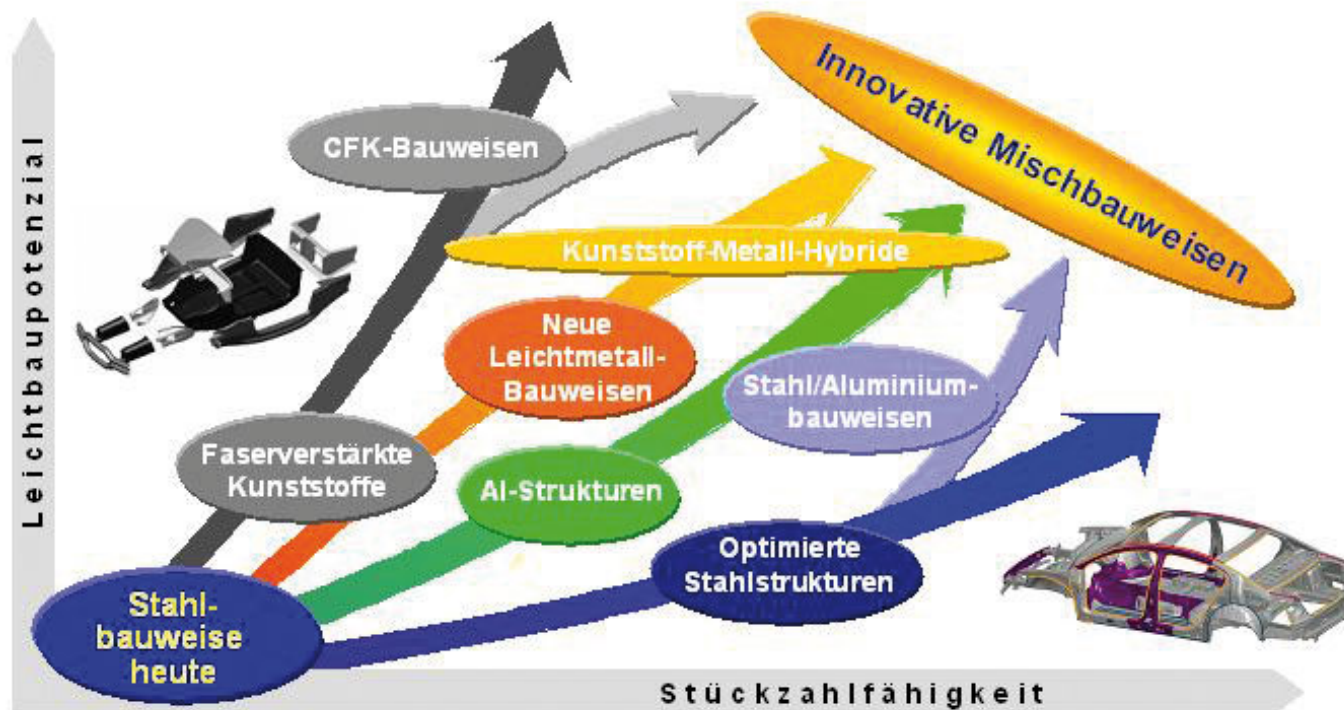 Leichtbaupotenzial
CFK-Bauweisen
Innovative Mischbauweisen
Kunststoff-Metall-Hybride
Neue
Leichtmetall-
Bauweisen
Stahl/Aluminium-
bauweisen
Faserverstärkte
Kunststoffe
Al-Strukturen
Optimierte
Stahlstrukturen
Stahl-
bauweise
heute
Stückzahlfähigkeit